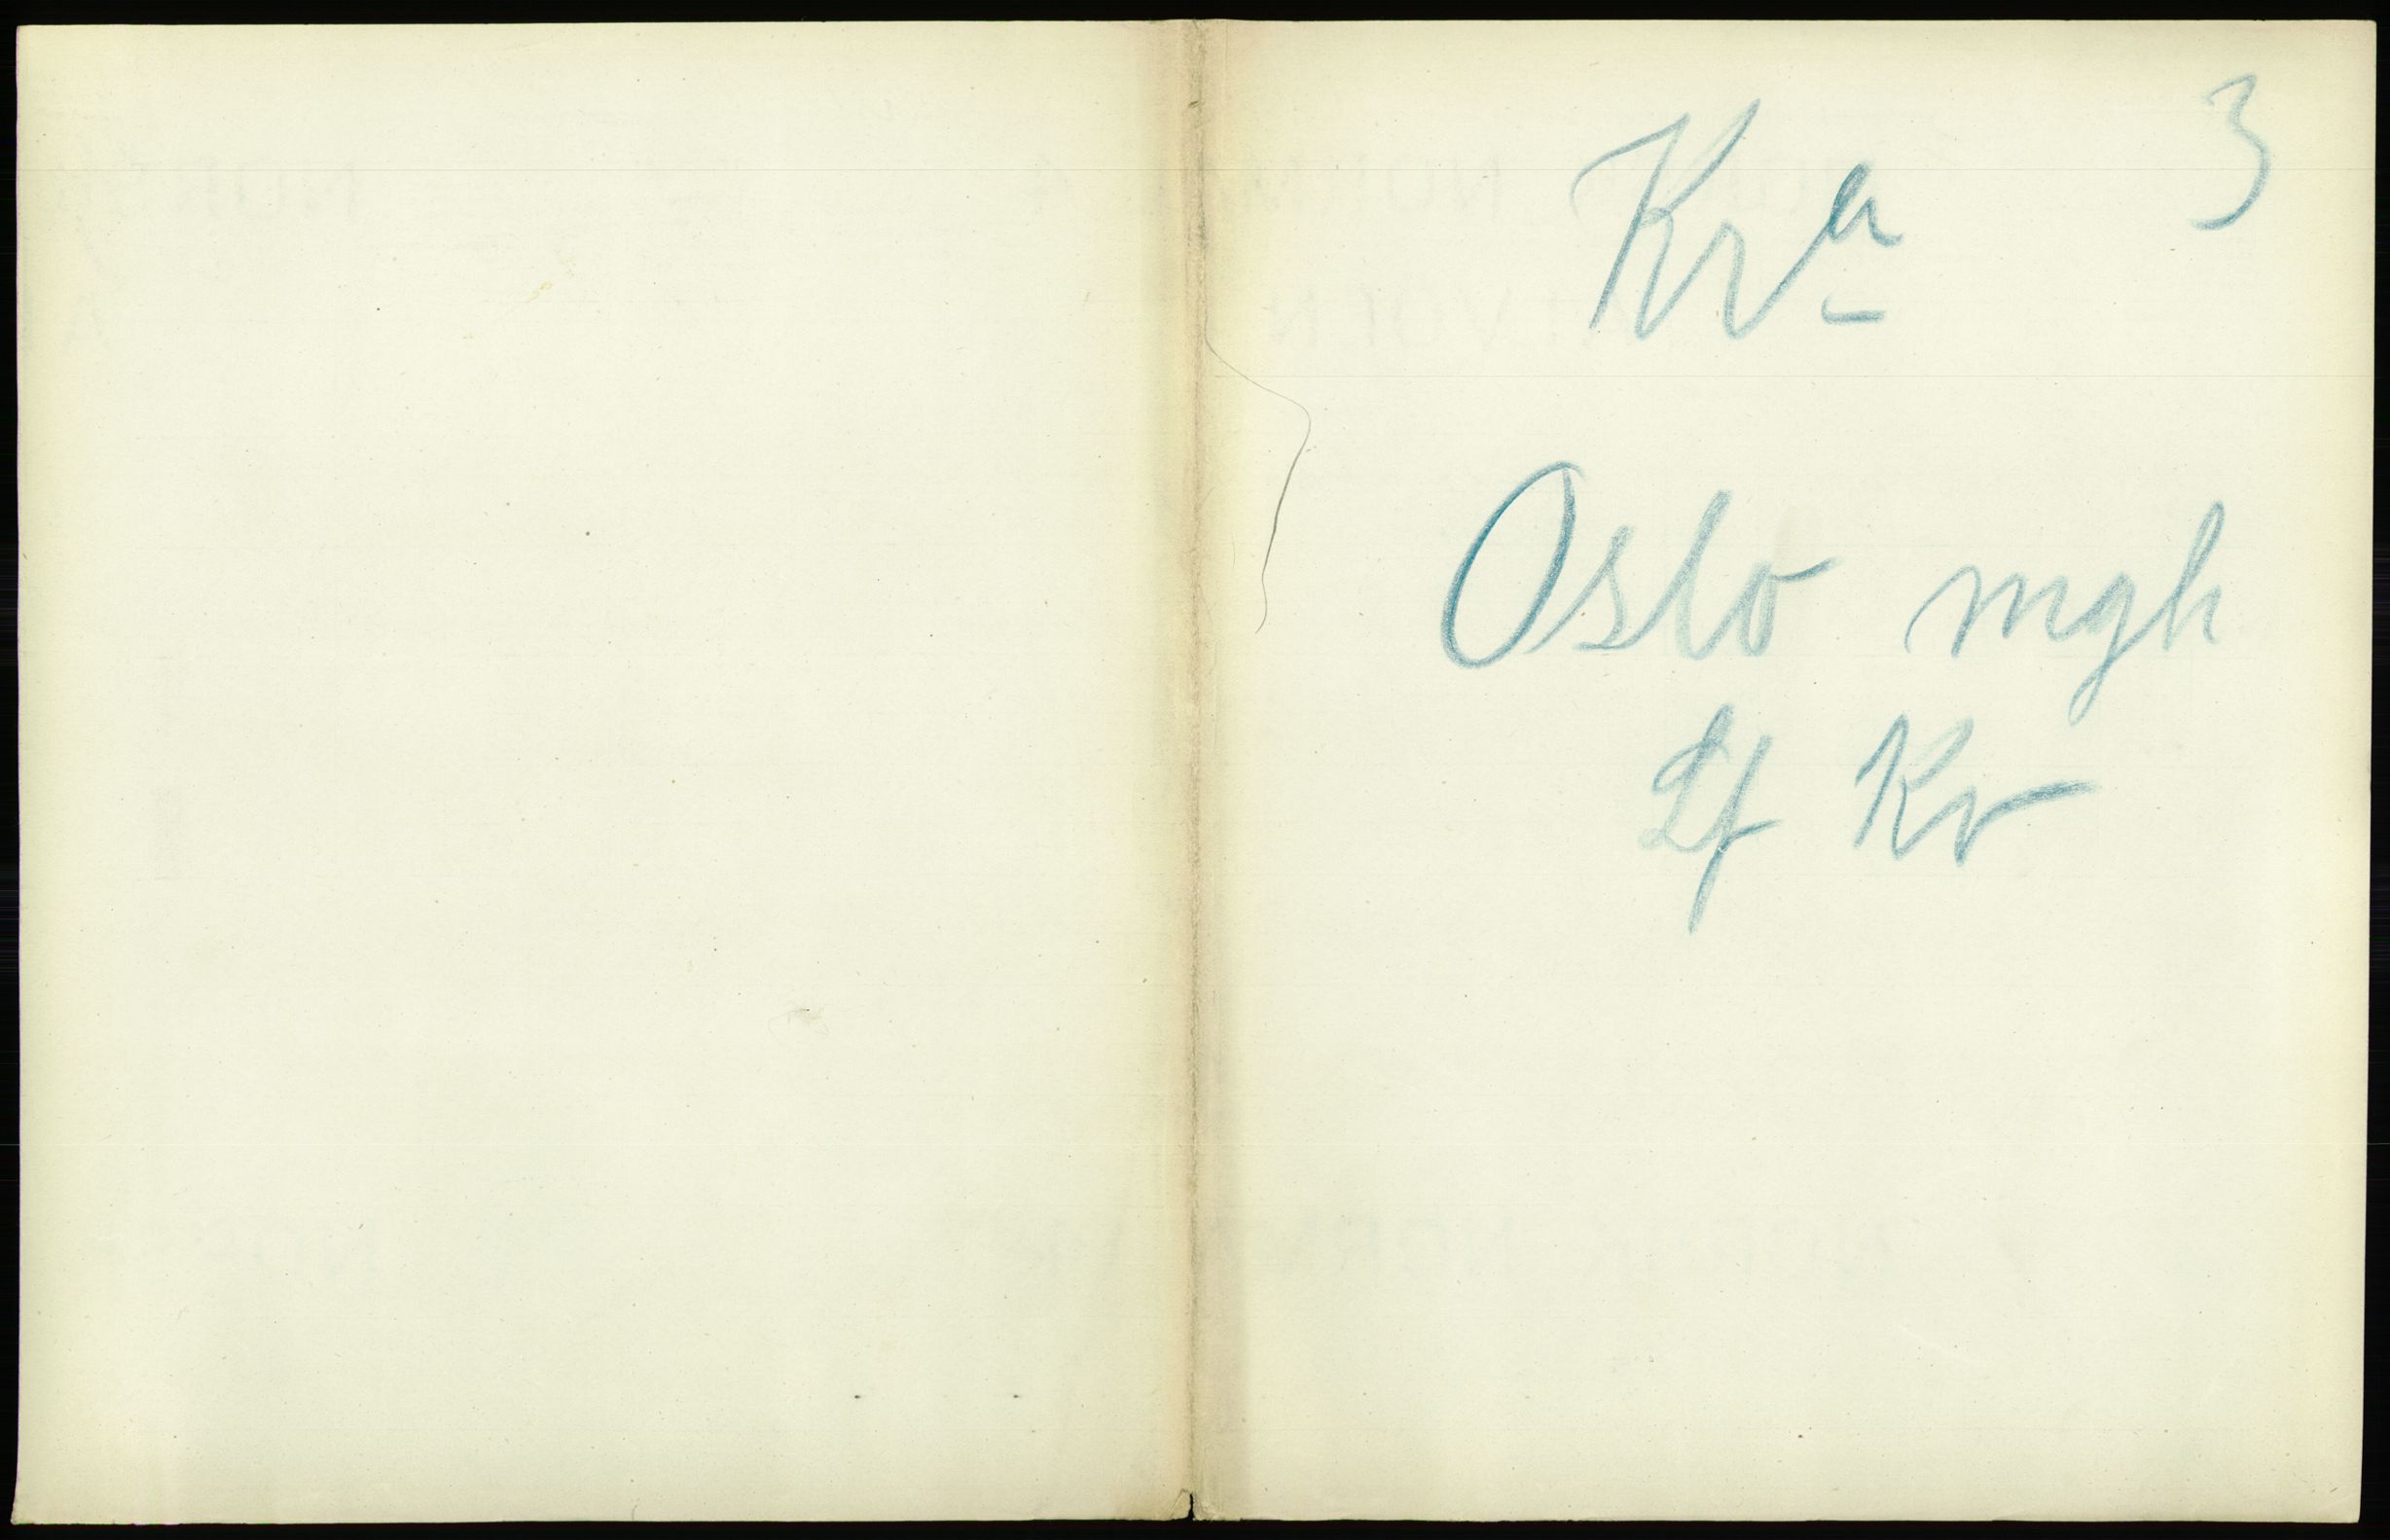 Kra 3
Oslo mgh
Lf Kr